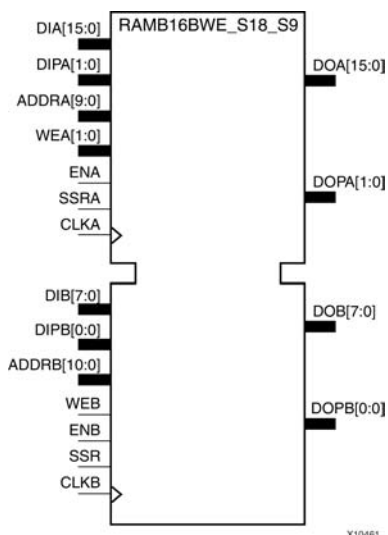 RAMB16BWE_S18_S9
DIA[15:0]
DIPA[1:0]
ADDRA[9:0]
WEA[1:0]
ENA
SSRA
CLKA
DOA[15:0]
DOPA[1:0]
DIB[7:0]
DIPB[0:0]
ADDRB[10:0]
WEB
ENB
SSR
CLKB
DOB[7:0]
DOPB[0:0]
X10461